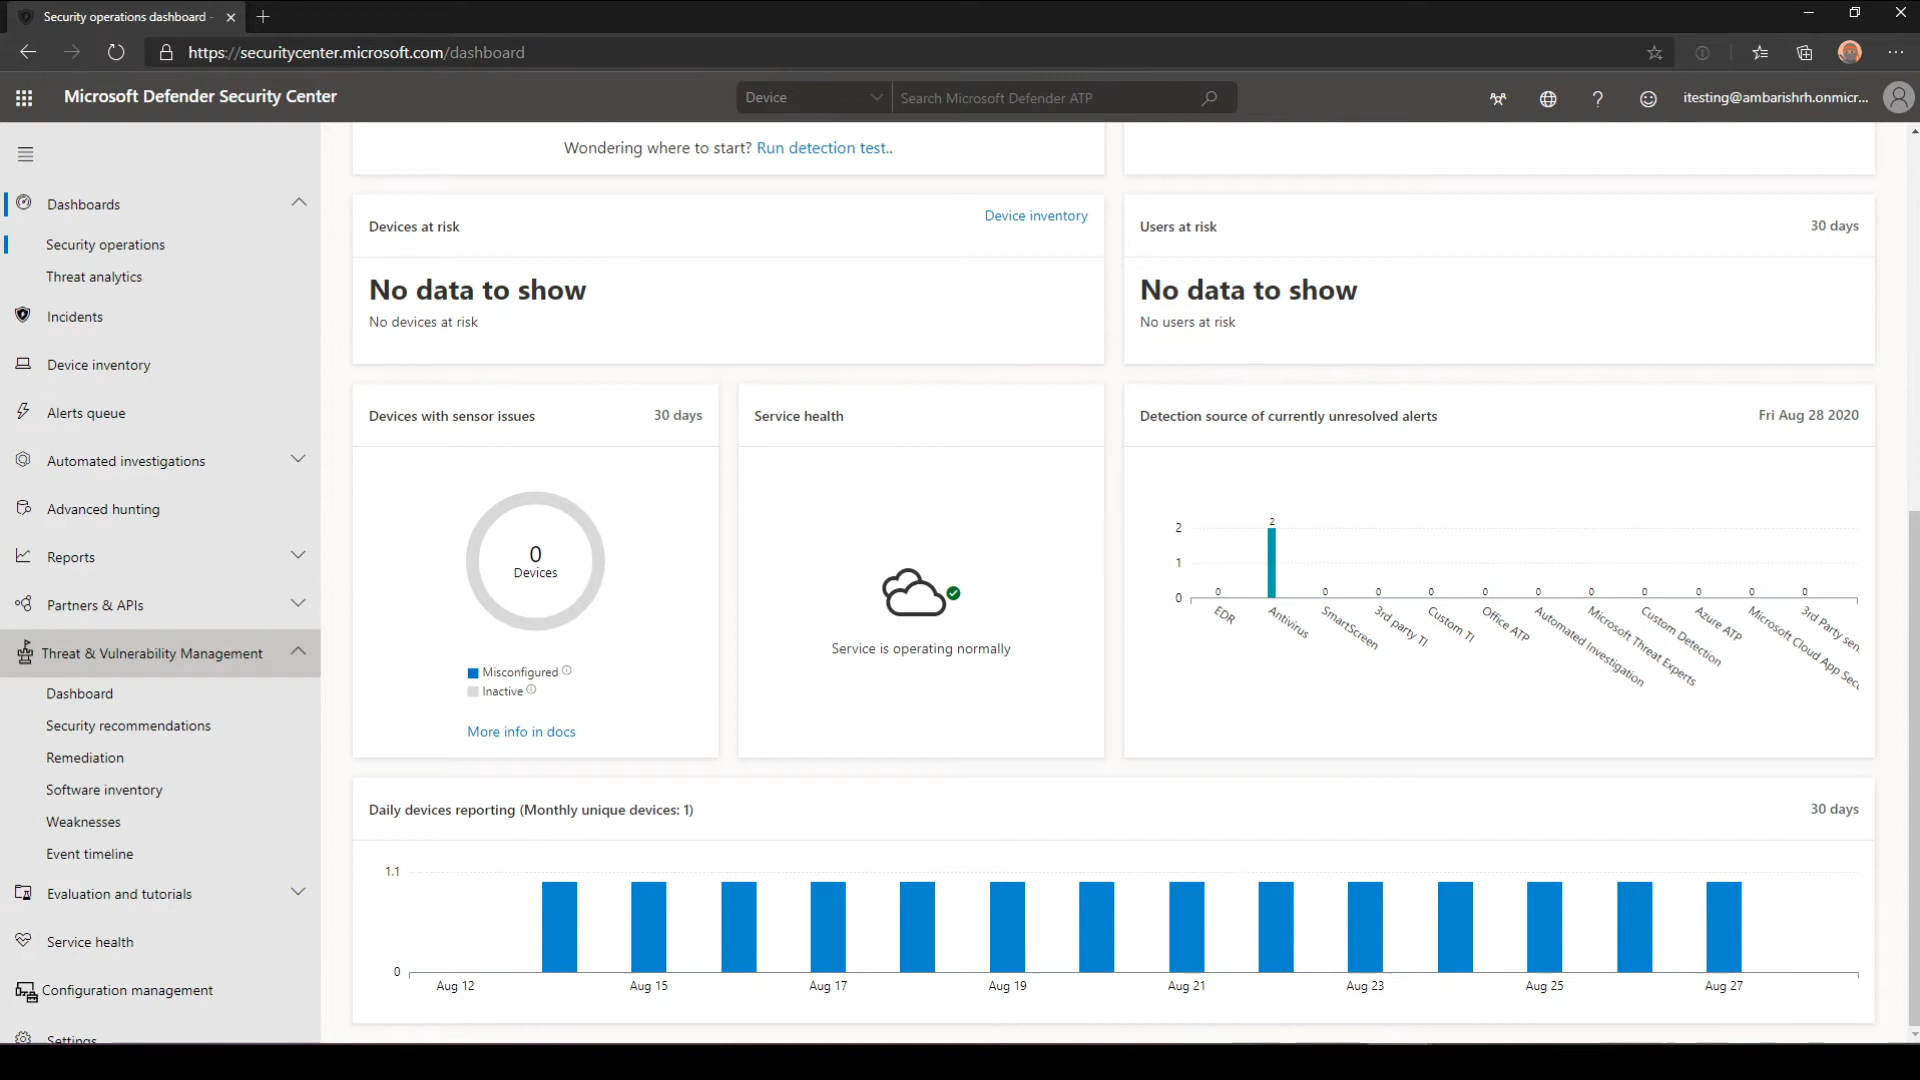 Security operations dashboard -
https://securitycenter.microsoft.com/dashboard
Microsoft Defender Security Center
Device
Search Microsoft Defender ATP
itesting@ambarishrh.onmicr...
Dashboards
Security operations
Threat analytics
Incidents
Device inventory
Alerts queue
Automated investigations
Advanced hunting
Reports
Partners & APIs
Threat & Vulnerability Management
Dashboard
Security recommendations
Remediation
Software inventory
Weaknesses
Event timeline
Evaluation and tutorials
Service health
Configuration management
Settings
Wondering where to start? Run detection test..
Devices at risk
Device inventory
No data to show
No devices at risk
Users at risk
30 days
No data to show
No users at risk
Devices with sensor issues
30 days
0
Devices
Misconfigured
Inactive
More info in docs
Service health
Service is operating normally
Detection source of currently unresolved alerts
Fri Aug 28 2020
2
1
0
0 2 0 0 0 0 0 0 0 0 0 0
EDR
Antivirus
SmartScreen
3rd party TI
Custom TI
Office ATP
Automated Investigation
Microsoft Threat Experts
Custom Detection
Azure ATP
Microsoft Cloud App Sec
3rd Party sen
Daily devices reporting (Monthly unique devices: 1)
30 days
1.1
0
Aug 12 Aug 15 Aug 17 Aug 19 Aug 21 Aug 23 Aug 25 Aug 27